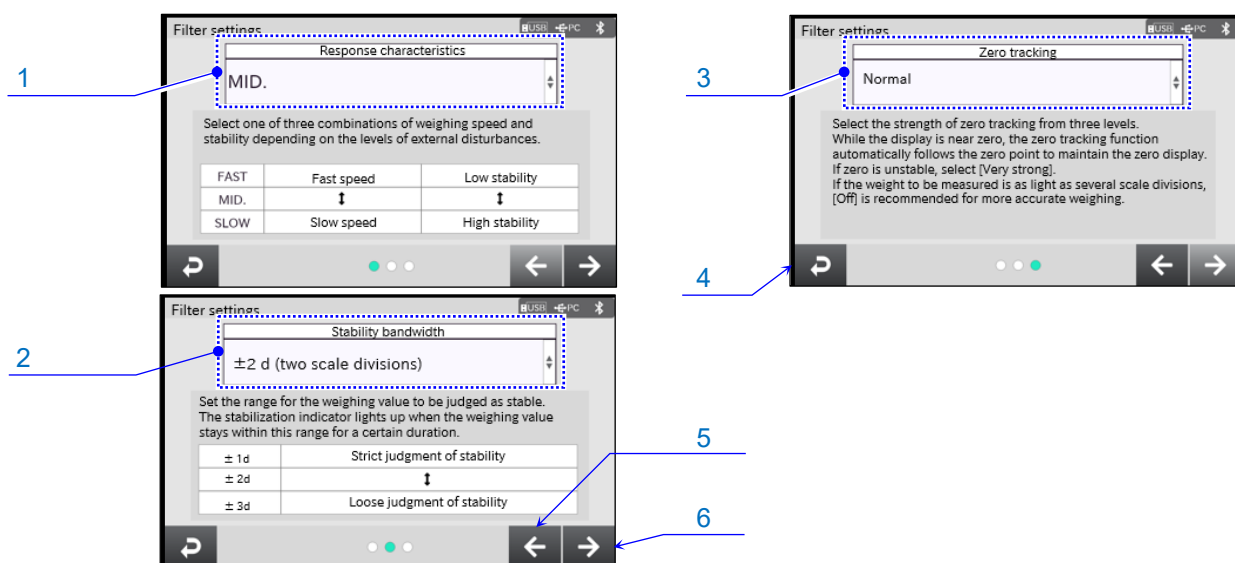 Filter settings
USB PC
1
Response characteristics
MID.
Select one of three combinations of weighing speed and
stability depending on the levels of external disturbances.
FAST Fast speed Low stability
MID. ↕ ↕
SLOW Slow speed High stability
Filter settings
USB PC
2
Stability bandwidth
±2 d (two scale divisions)
Set the range for the weighing value to be judged as stable.
The stabilization indicator lights up when the weighing value
stays within this range for a certain duration.
± 1d Strict judgment of stability
± 2d ↕
± 3d Loose judgment of stability
5
6
Filter settings
USB PC
3
Zero tracking
Normal
Select the strength of zero tracking from three levels.
While the display is near zero, the zero tracking function
automatically follows the zero point to maintain the zero display.
If zero is unstable, select [Very strong].
If the weight to be measured is as light as several scale divisions,
[Off] is recommended for more accurate weighing.
4